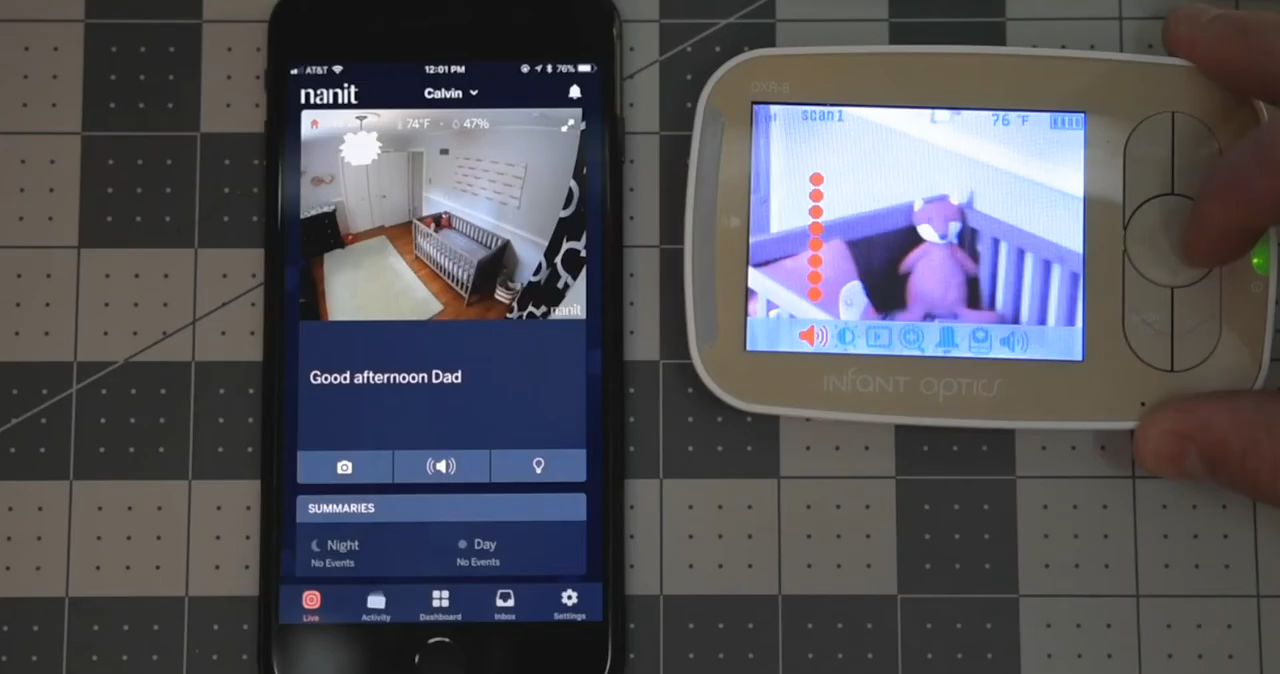 AT&T
12:01 PM
76%
nanit
Calvin
74°F · 47%
nanit
Good afternoon Dad
SUMMARIES
Night
No Events
Day
No Events
Live
Activity
Dashboard
Inbox
Settings
DXR-8
scan1
76 °F
INFANT OPTICS